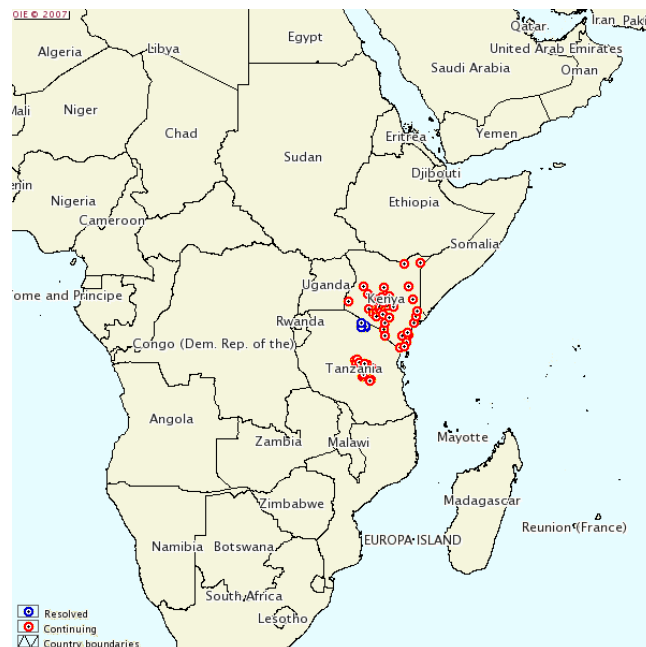 OIE © 2007
Qatar
Iran
Paki
Egypt
Algeria
Libya
United Arab Emirates
Saudi Arabia
Oman
Mali
Niger
Chad
Eritrea
Yemen
Sudan
Djibouti
enin
Nigeria
Ethiopia
Cameroon
Somalia
Uganda
Kenya
Tome and Principe
Rwanda
Congo (Dem. Rep. of the)
Tanzania
Angola
Zambia
Malawi
Mayotte
Zimbabwe
Madagascar
Reunion (France)
EUROPA ISLAND
Namibia
Botswana
South Africa
Lesotho
Resolved
Continuing
Country boundaries